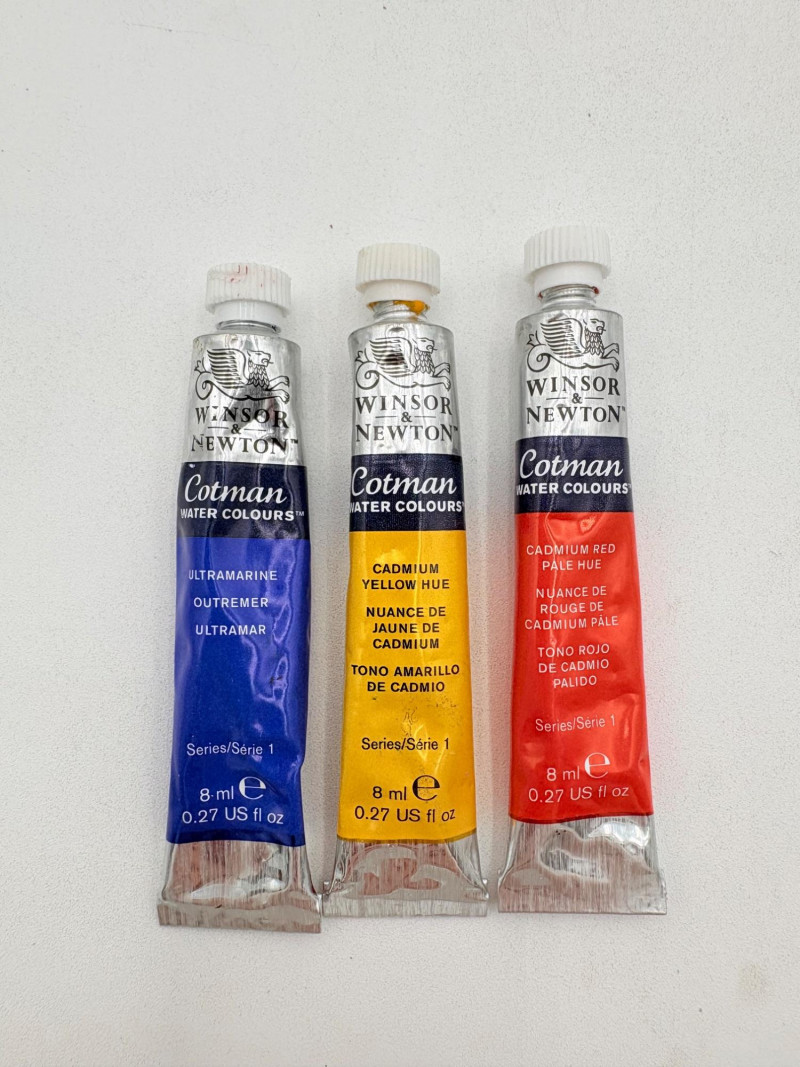 WINSOR
&
NEWTON™
Cotman
WATER COLOURS™
ULTRAMARINE
OUTREMER
ULTRAMAR
Series/Série 1
8 ml e
0.27 US fl oz
WINSOR
&
NEWTON™
Cotman
WATER COLOURS™
CADMIUM
YELLOW HUE
NUANCE DE
JAUNE DE
CADMIUM
TONO AMARILLO
DE CADMIO
Series/Série 1
8 ml e
0.27 US fl oz
WINSOR
&
NEWTON™
Cotman
WATER COLOURS™
CADMIUM RED
PALE HUE
NUANCE DE
ROUGE DE
CADMIUM PÂLE
TONO ROJO
DE CADMIO
PALIDO
Series/Série 1
8 ml e
0.27 US fl oz